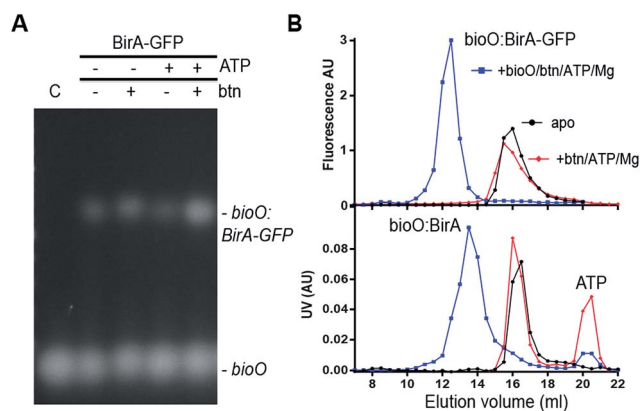 A
BirA-GFP
- - + + ATP
C - + - + btn
- bioO:
BirA-GFP
- bioO
B
bioO:BirA-GFP
+bioO/btn/ATP/Mg
apo
+btn/ATP/Mg
Fluorescence AU
3
2
1
0
bioO:BirA
ATP
UV (AU)
0.08
0.06
0.04
0.02
0.00
8 10 12 14 16 18 20 22
Elution volume (ml)